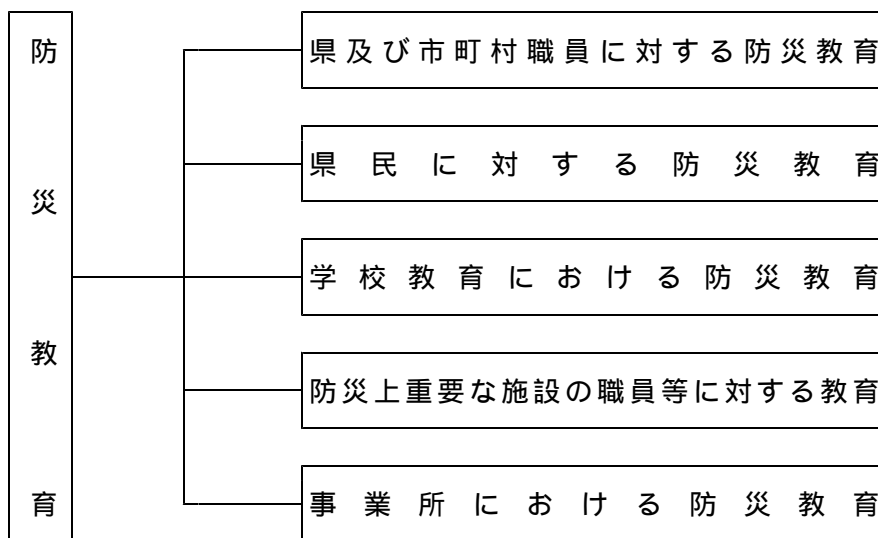 防災教育
県及び市町村職員に対する防災教育
県民に対する防災教育
学校教育における防災教育
防災上重要な施設の職員等に対する教育
事業所における防災教育